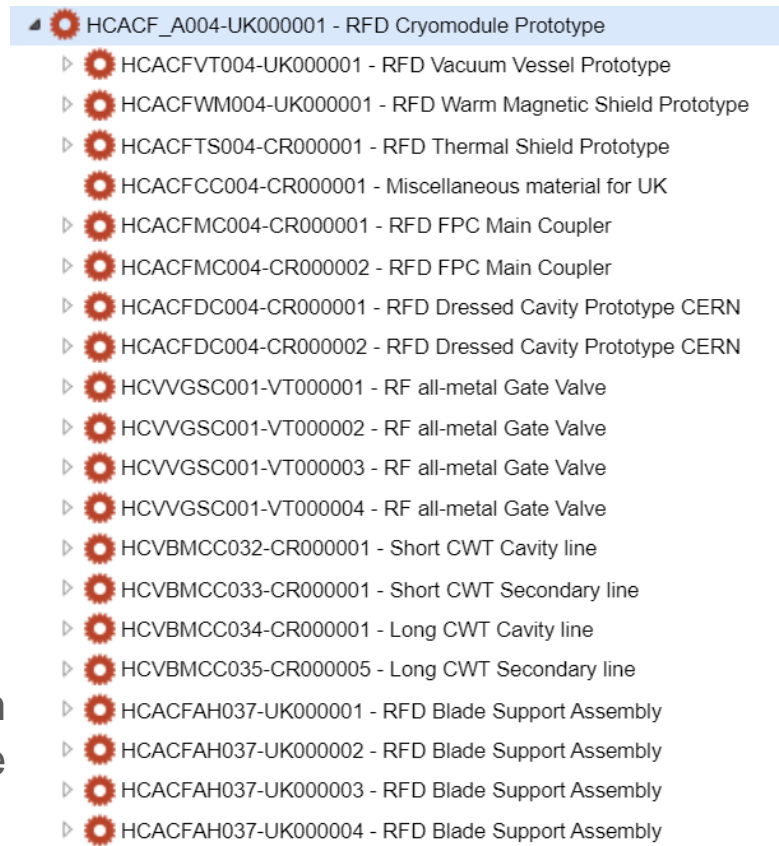 HCACF_A004-UK000001 - RFD Cryomodule Prototype
HCACFVT004-UK000001 - RFD Vacuum Vessel Prototype
HCACFWM004-UK000001 - RFD Warm Magnetic Shield Prototype
HCACFTS004-CR000001 - RFD Thermal Shield Prototype
HCACFCC004-CR000001 - Miscellaneous material for UK
HCACFMC004-CR000001 - RFD FPC Main Coupler
HCACFMC004-CR000002 - RFD FPC Main Coupler
HCACFDC004-CR000001 - RFD Dressed Cavity Prototype CERN
HCACFDC004-CR000002 - RFD Dressed Cavity Prototype CERN
HCVVGSC001-VT000001 - RF all-metal Gate Valve
HCVVGSC001-VT000002 - RF all-metal Gate Valve
HCVVGSC001-VT000003 - RF all-metal Gate Valve
HCVVGSC001-VT000004 - RF all-metal Gate Valve
HCVBMCC032-CR000001 - Short CWT Cavity line
HCVBMCC033-CR000001 - Short CWT Secondary line
HCVBMCC034-CR000001 - Long CWT Cavity line
HCVBMCC035-CR000005 - Long CWT Secondary line
HCACFAH037-UK000001 - RFD Blade Support Assembly
HCACFAH037-UK000002 - RFD Blade Support Assembly
HCACFAH037-UK000003 - RFD Blade Support Assembly
HCACFAH037-UK000004 - RFD Blade Support Assembly